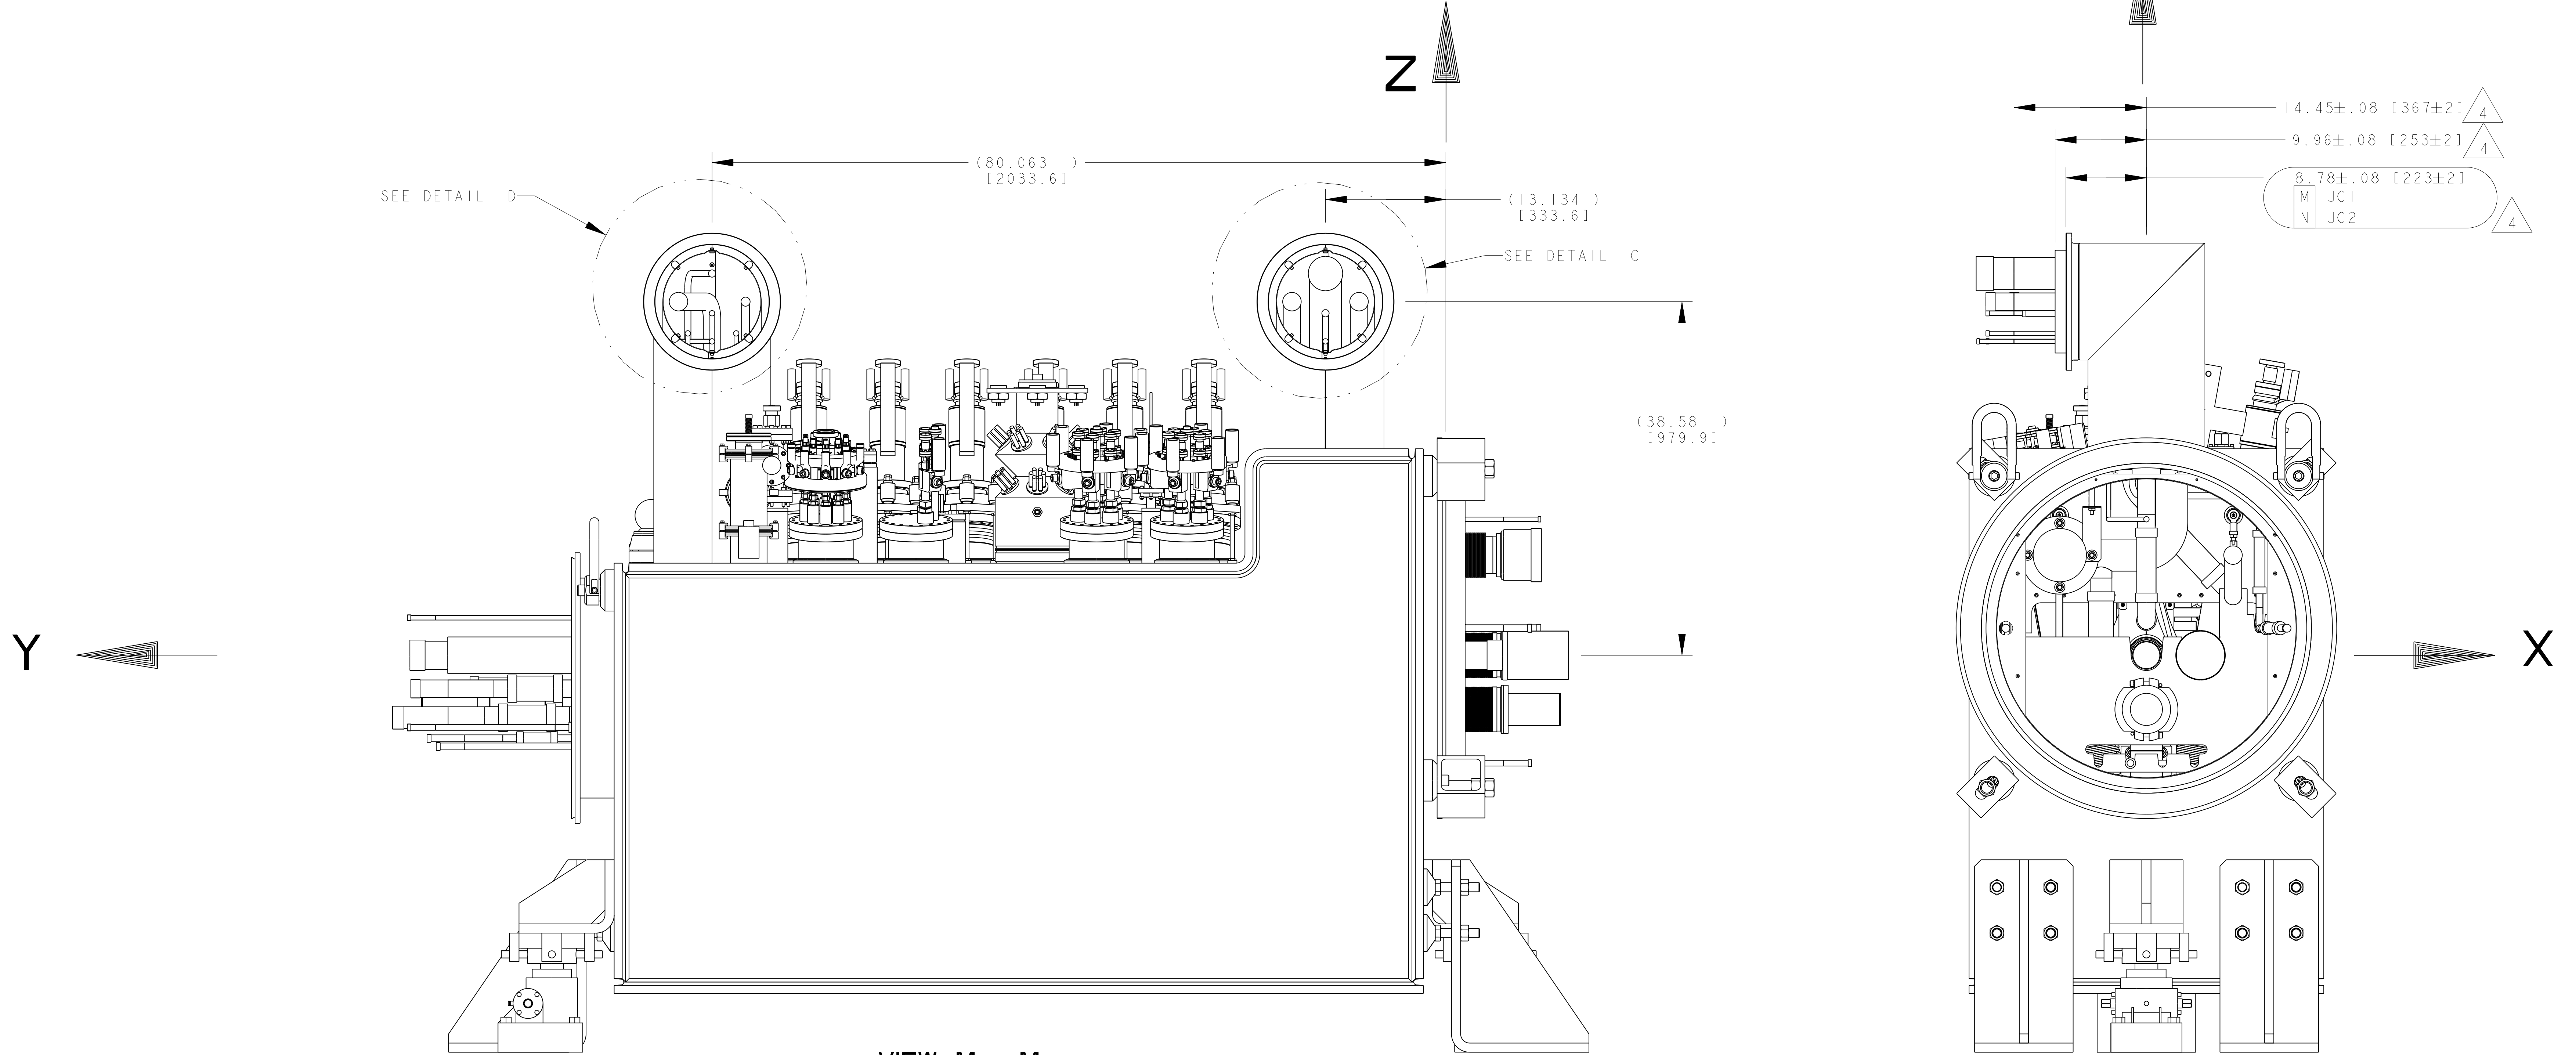 Z
14.45±.08 [367±2] 4
9.96±.08 [253±2] 4
(80.063 )
[2033.6]
8.78±.08 [223±2]
M JC1
N JC2
4
SEE DETAIL D
(13.134 )
[333.6]
SEE DETAIL C
(38.58 )
[979.9]
Y
X
VIEW M M